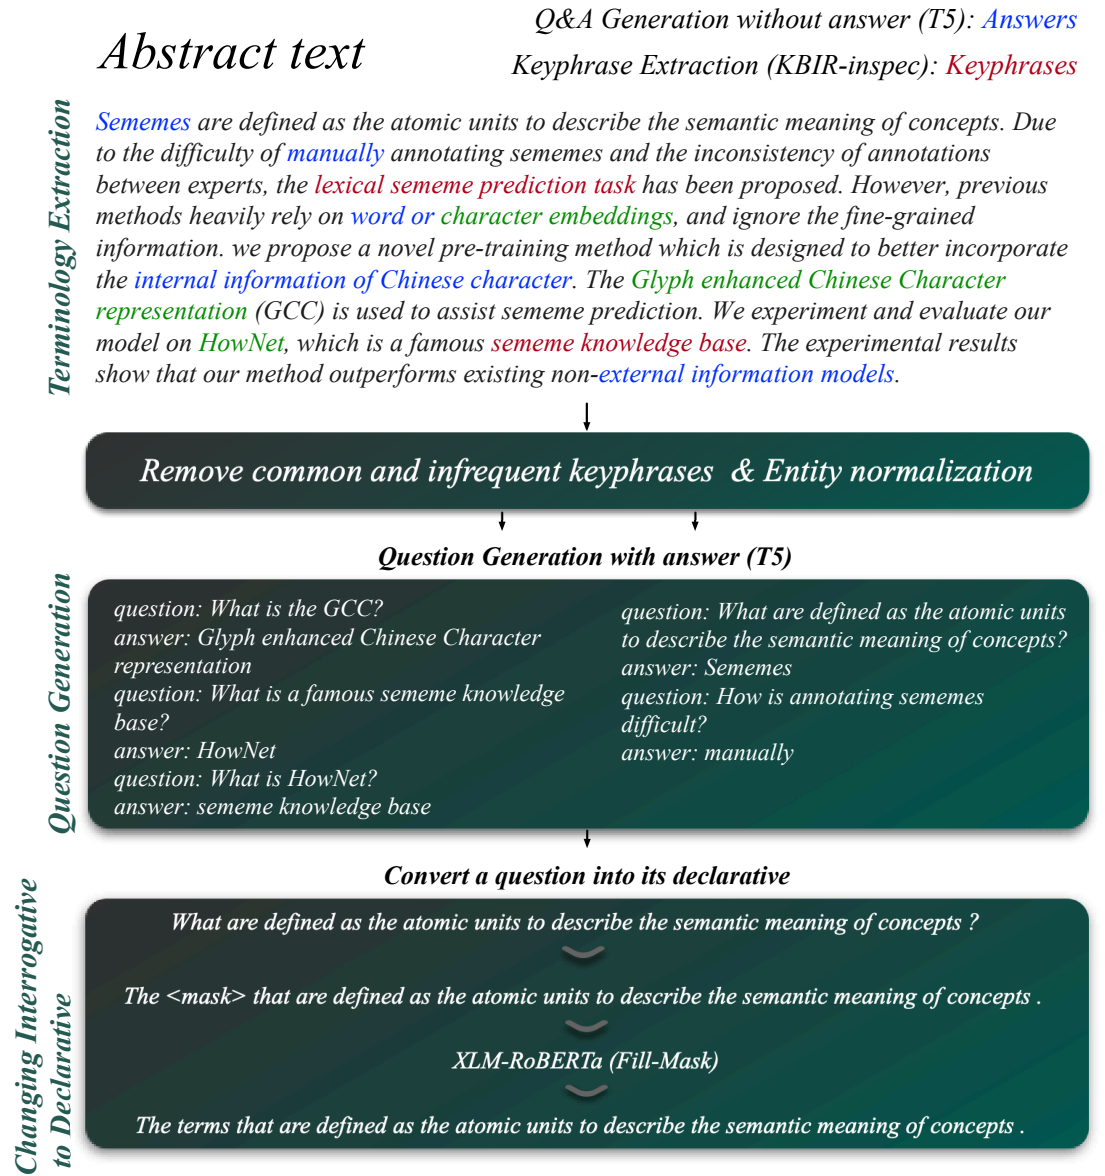 Abstract text
Q&A Generation without answer (T5): Answers
Keyphrase Extraction (KBIR-inspec): Keyphrases
Terminology Extraction
Sememes are defined as the atomic units to describe the semantic meaning of concepts. Due
to the difficulty of manually annotating sememes and the inconsistency of annotations
between experts, the lexical sememe prediction task has been proposed. However, previous
methods heavily rely on word or character embeddings, and ignore the fine-grained
information. we propose a novel pre-training method which is designed to better incorporate
the internal information of Chinese character. The Glyph enhanced Chinese Character
representation (GCC) is used to assist sememe prediction. We experiment and evaluate our
model on HowNet, which is a famous sememe knowledge base. The experimental results
show that our method outperforms existing non-external information models.
Remove common and infrequent keyphrases & Entity normalization
Question Generation with answer (T5)
Question Generation
question: What is the GCC?
answer: Glyph enhanced Chinese Character
representation
question: What is a famous sememe knowledge
base?
answer: HowNet
question: What is HowNet?
answer: sememe knowledge base
question: What are defined as the atomic units
to describe the semantic meaning of concepts?
answer: Sememes
question: How is annotating sememes
difficult?
answer: manually
Convert a question into its declarative
Changing Interrogative
to Declarative
What are defined as the atomic units to describe the semantic meaning of concepts ?
The <mask> that are defined as the atomic units to describe the semantic meaning of concepts .
XLM-RoBERTa (Fill-Mask)
The terms that are defined as the atomic units to describe the semantic meaning of concepts .